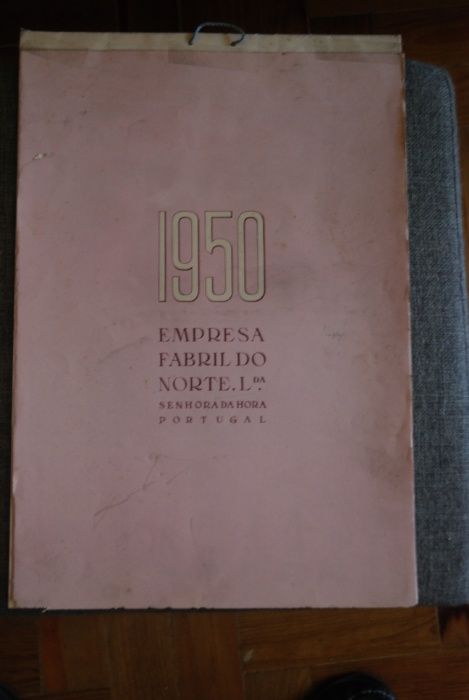 1950
EMPRESA
FABRIL DO
NORTE, L.DA
SENHORA DA HORA
PORTUGAL